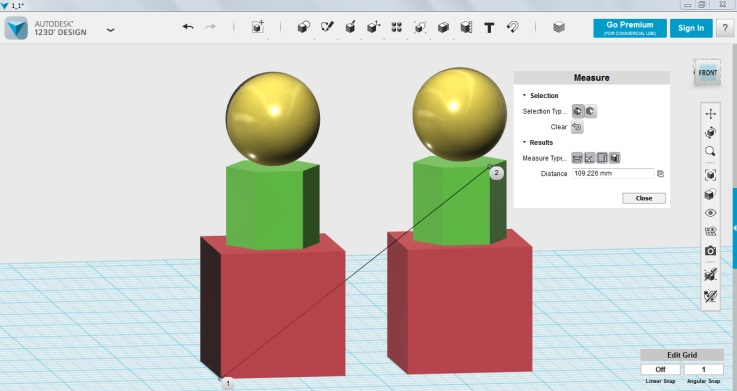 1_1*
AUTODESK®
123D® DESIGN
Go Premium
(FOR COMMERCIAL USE)
Sign In
?
Measure
FRONT
Selection
Selection Typ...
Clear
Results
Measure Type...
Distance 109.226 mm
Close
2
1
Edit Grid
Off 1
Linear Snap Angular Snap